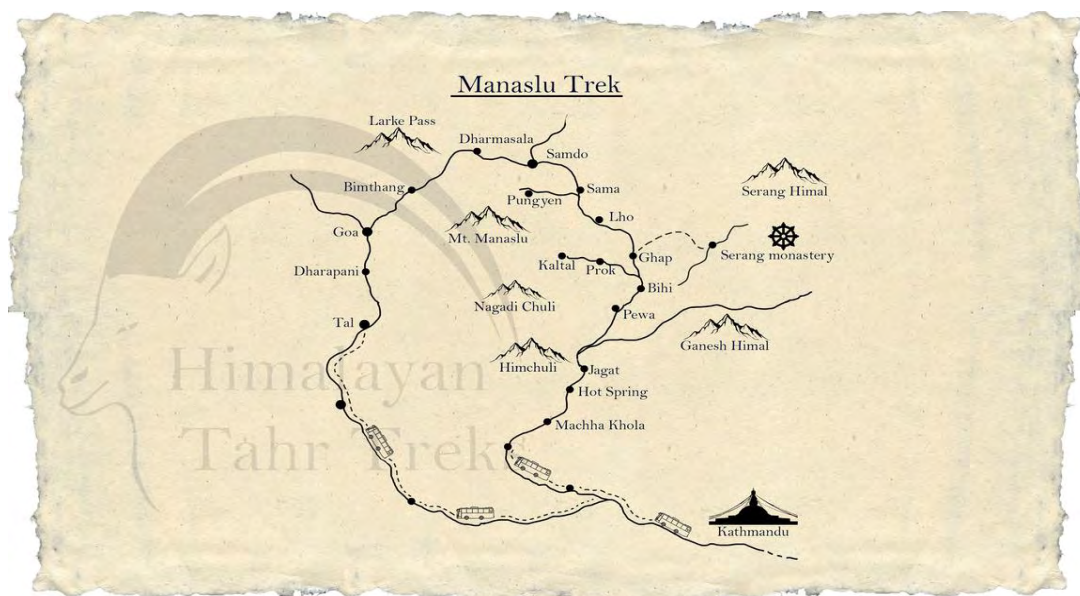 Manaslu Trek
Larke Pass
Dharmasala
Samdo
Bimthang
Sama
Serang Himal
Pungyen
Lho
Goa
Mt. Manaslu
Ghap
Serang monastery
Kaltal
Prok
Dharapani
Bihi
Nagadi Chuli
Pewa
Tal
Ganesh Himal
Himchuli
Jagat
Himalayan
Hot Spring
Machha Khola
Tahr Treks
Kathmandu